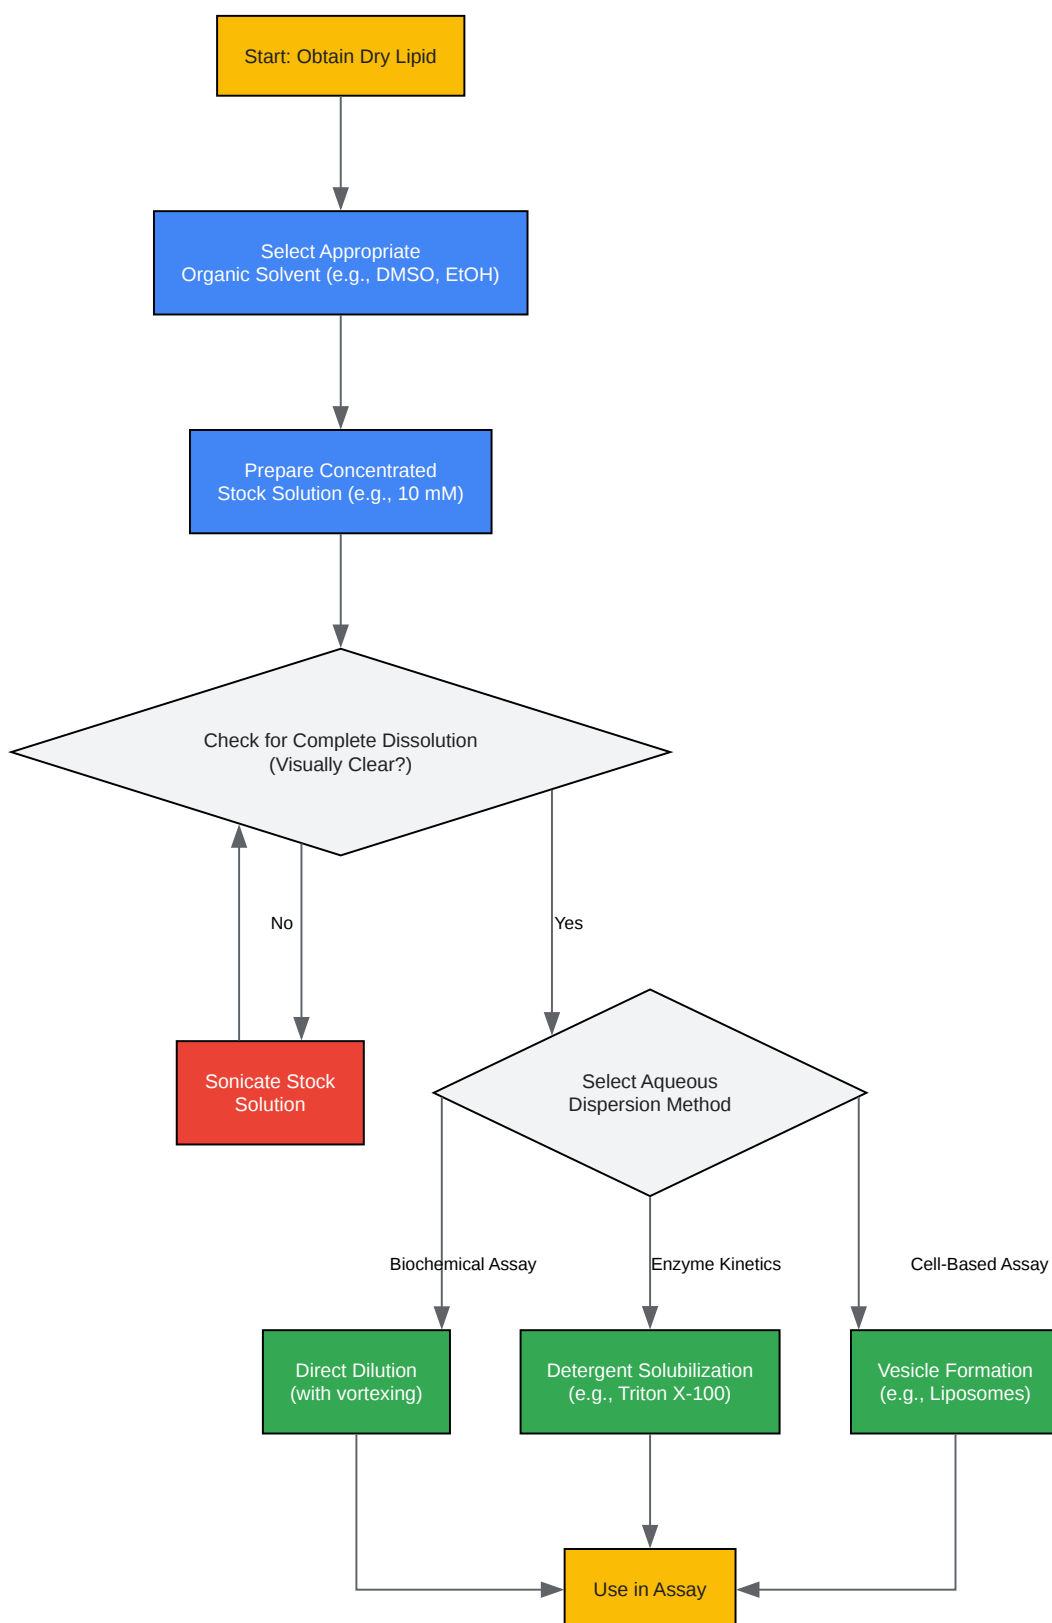 Start: Obtain Dry Lipid
Select Appropriate
Organic Solvent (e.g., DMSO, EtOH)
Prepare Concentrated
Stock Solution (e.g., 10 mM)
Check for Complete Dissolution
(Visually Clear?)
No
Yes
Sonicate Stock
Solution
Select Aqueous
Dispersion Method
Biochemical Assay
Enzyme Kinetics
Cell-Based Assay
Direct Dilution
(with vortexing)
Detergent Solubilization
(e.g., Triton X-100)
Vesicle Formation
(e.g., Liposomes)
Use in Assay